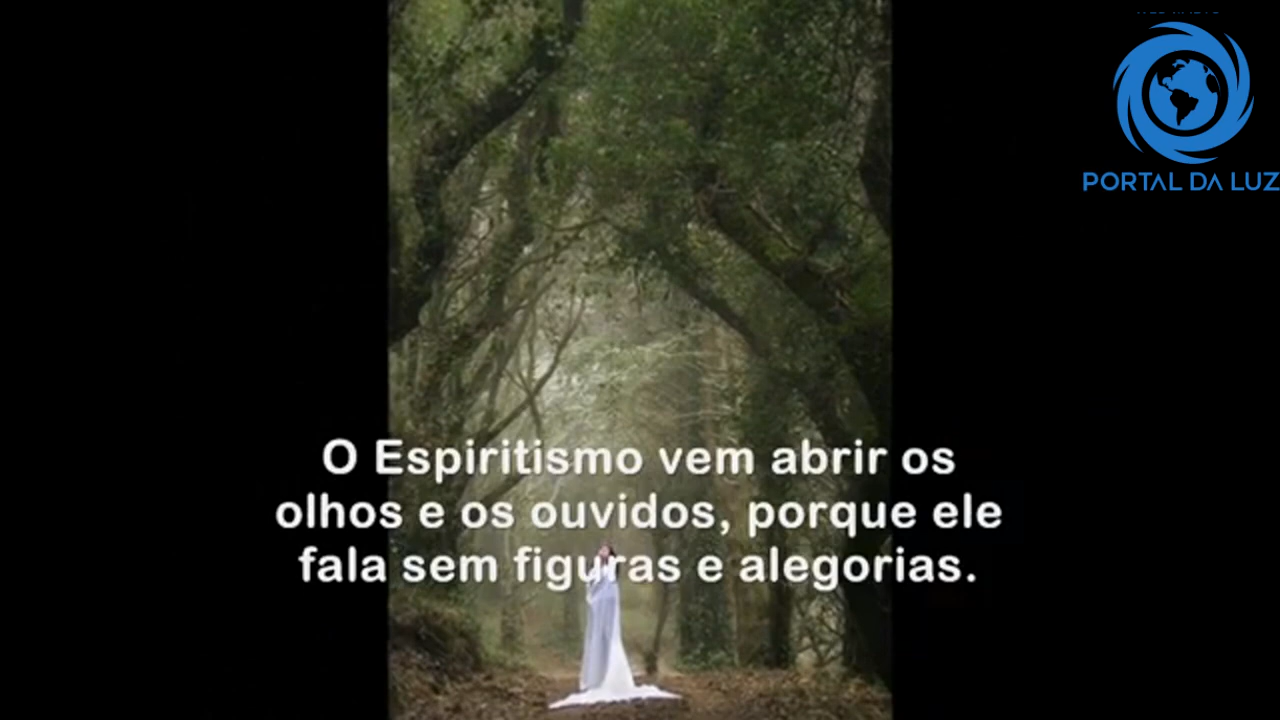 PORTAL DA LUZ
O Espiritismo vem abrir os
olhos e os ouvidos, porque ele
fala sem figuras e alegorias.